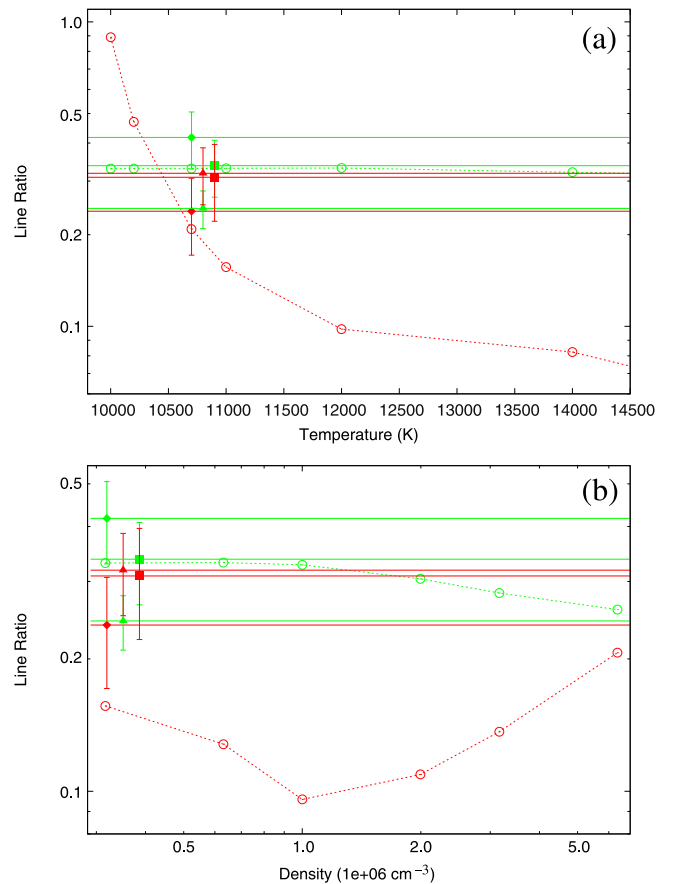 (a)
1.0
0.5
0.2
0.1
Line Ratio
10000 10500 11000 11500 12000 12500 13000 13500 14000 14500
Temperature (K)
(b)
0.5
0.2
0.1
Line Ratio
0.5 1.0 2.0 5.0
Density (1e+06 cm⁻³)